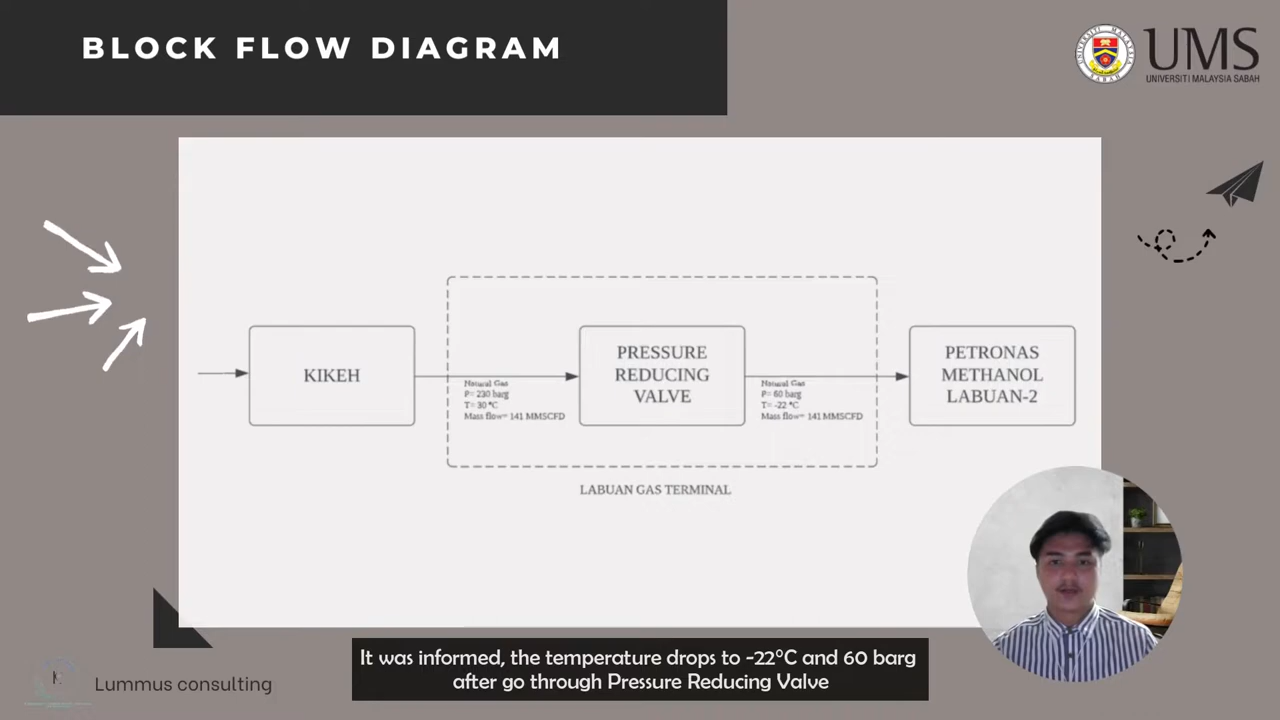 BLOCK FLOW DIAGRAM
UMS
UNIVERSITI MALAYSIA SABAH
KIKEH
Natural Gas
P= 230 barg
T= 30 °C
Mass flow= 141 MMSCFD
PRESSURE
REDUCING
VALVE
Natural Gas
P= 60 barg
T= -22 °C
Mass flow= 141 MMSCFD
PETRONAS
METHANOL
LABUAN-2
LABUAN GAS TERMINAL
Lummus consulting
It was informed, the temperature drops to -22°C and 60 barg
after go through Pressure Reducing Valve